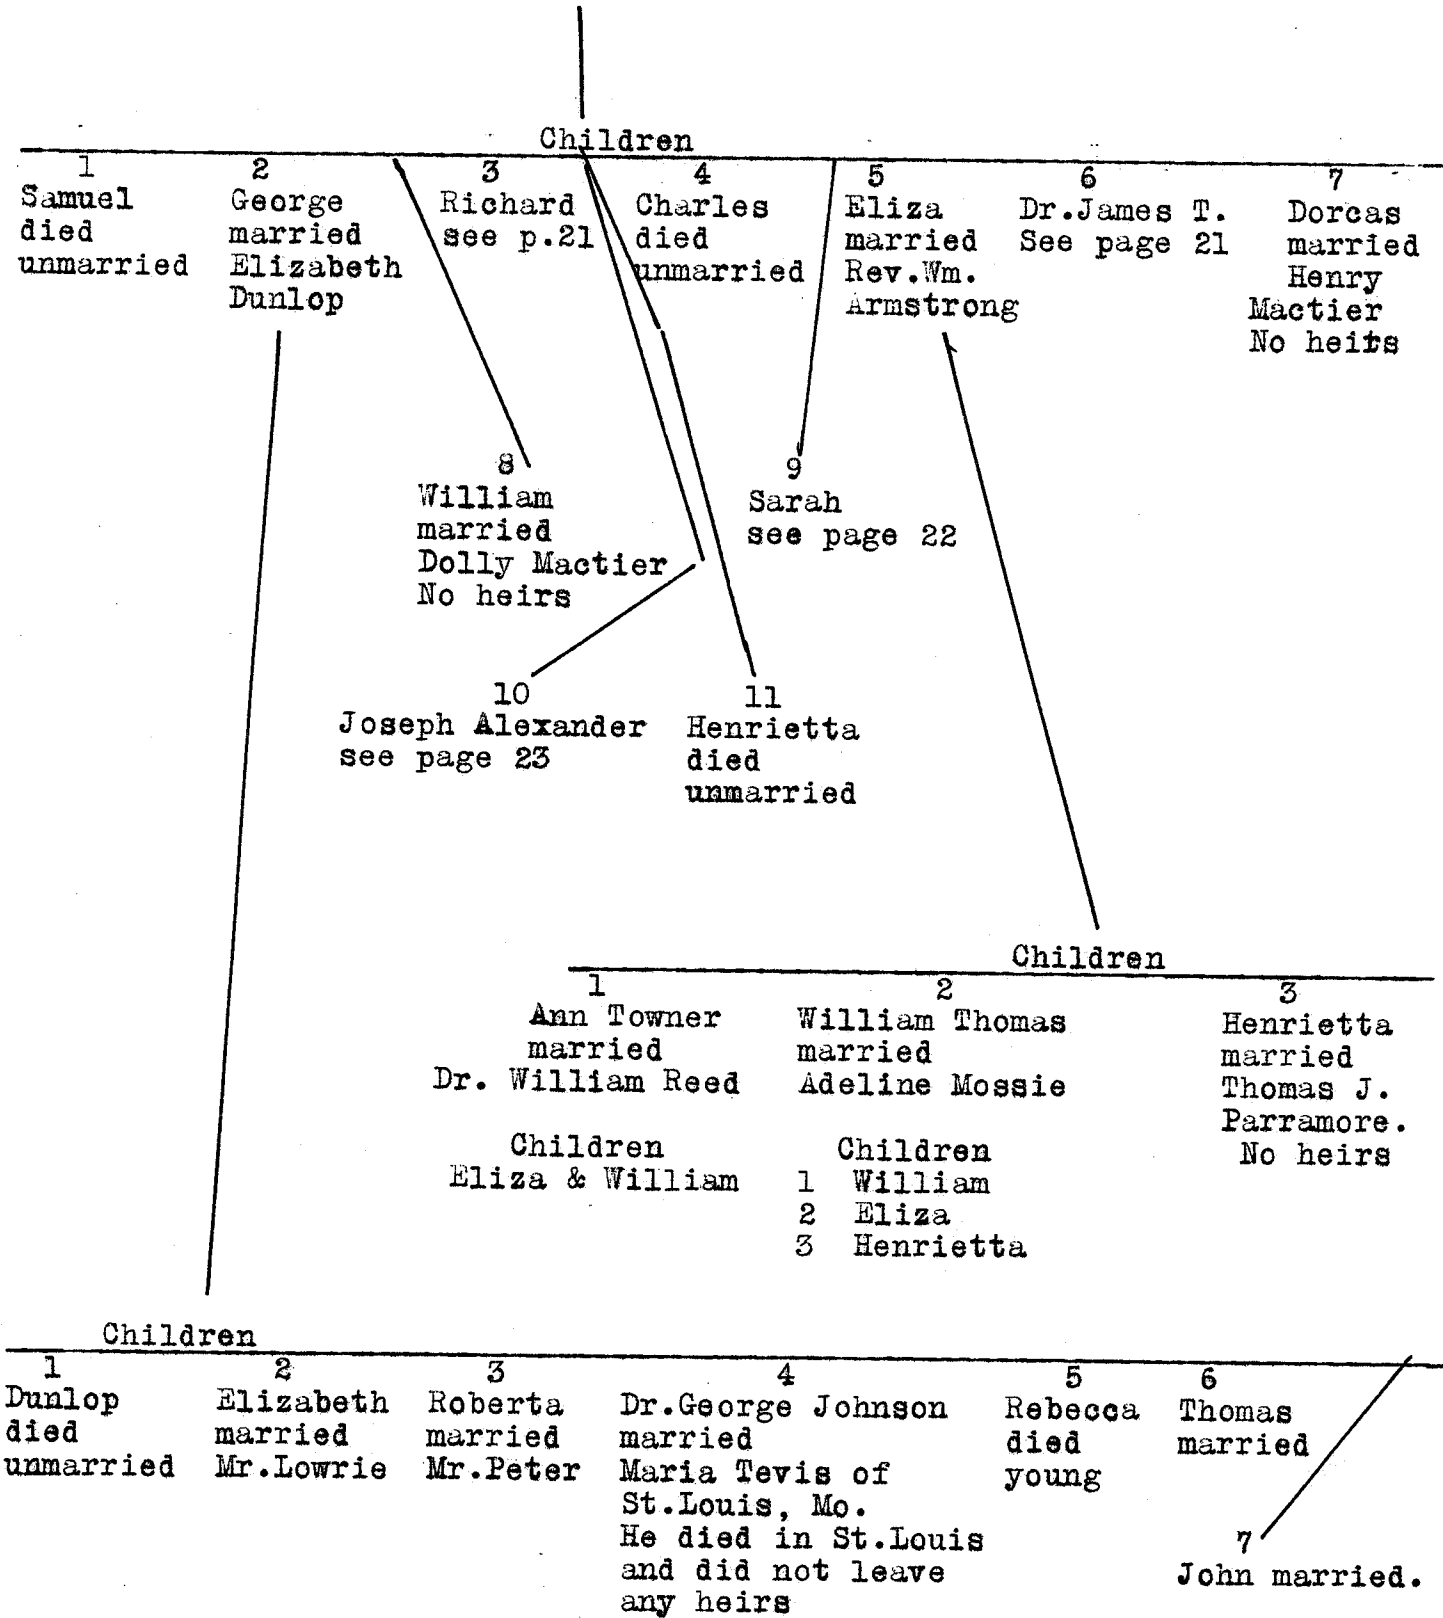 Children
1
Samuel
died
unmarried
2
George
married
Elizabeth
Dunlop
3
Richard
see p.21
4
Charles
died
unmarried
5
Eliza
married
Rev.Wm.
Armstrong
6
Dr.James T.
See page 21
7
Dorcas
married
Henry
Mactier
No heits
8
William
married
Dolly Mactier
No heirs
9
Sarah
see page 22
10
Joseph Alexander
see page 23
11
Henrietta
died
unmarried
Children
1
Ann Towner
married
Dr. William Reed
Children
Eliza & William
2
William Thomas
married
Adeline Mossie
Children
1 William
2 Eliza
3 Henrietta
3
Henrietta
married
Thomas J.
Parramore.
No heirs
Children
1
Dunlop
died
unmarried
2
Elizabeth
married
Mr.Lowrie
3
Roberta
married
Mr.Peter
4
Dr.George Johnson
married
Maria Tevis of
St.Louis, Mo.
He died in St.Louis
and did not leave
any heirs
5
Rebecca
died
young
6
Thomas
married
7
John married.